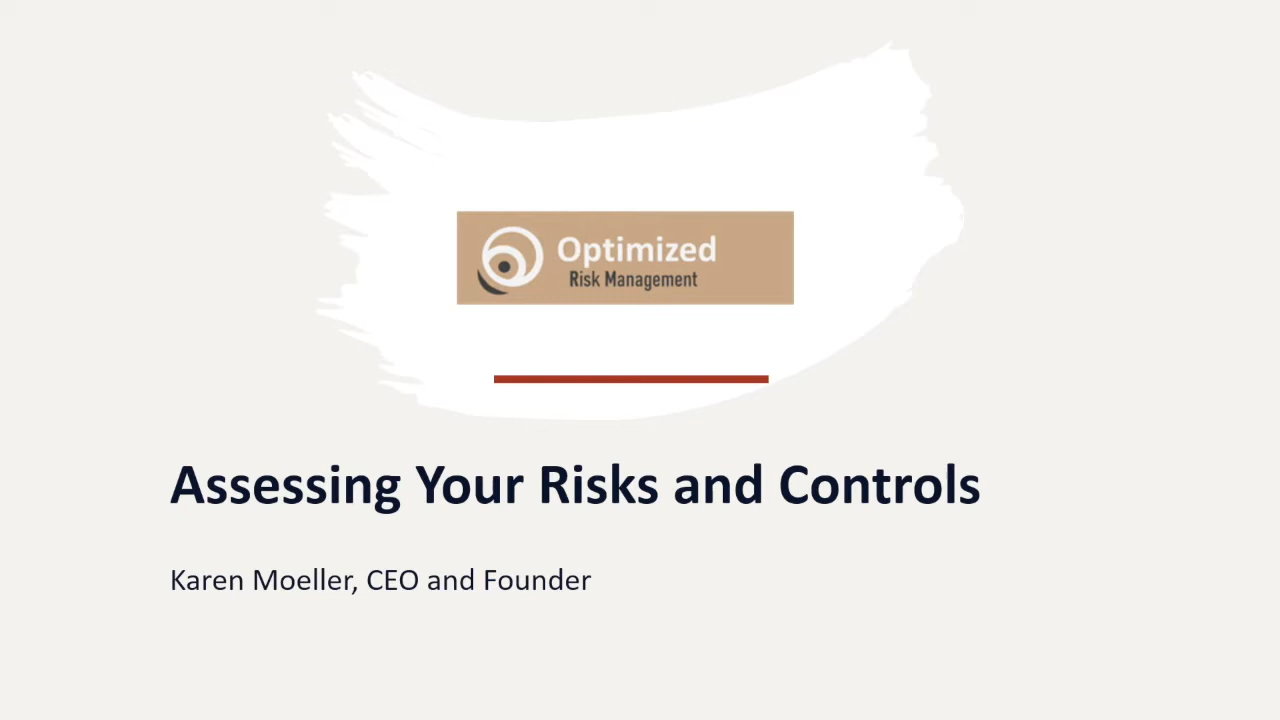 Optimized
Risk Management
Assessing Your Risks and Controls
Karen Moeller, CEO and Founder